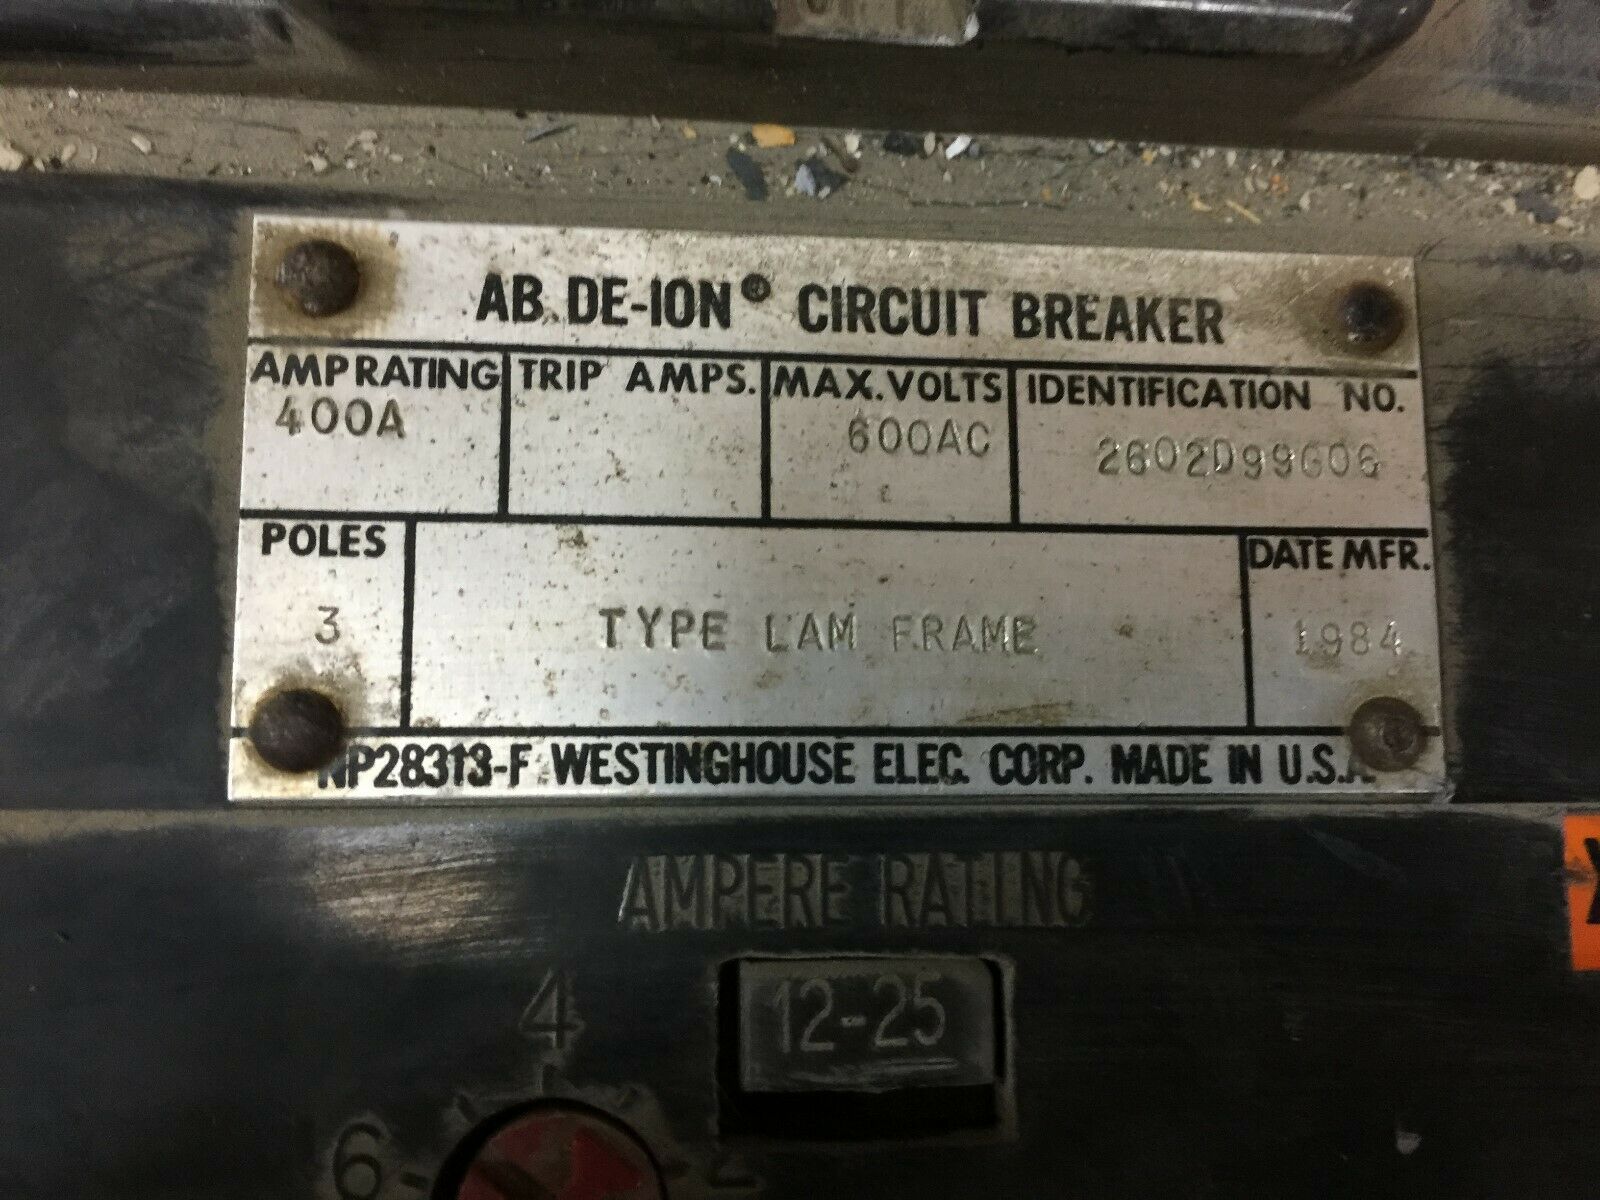 AB DE-ION® CIRCUIT BREAKER
AMP RATING TRIP AMPS. MAX. VOLTS IDENTIFICATION NO.
400A 600AC 2602D99G06
POLES DATE MFR.
3 TYPE LAM FRAME 1984
NP28313-F WESTINGHOUSE ELEC. CORP. MADE IN U.S.A.
AMPERE RATING
12-25
4
6